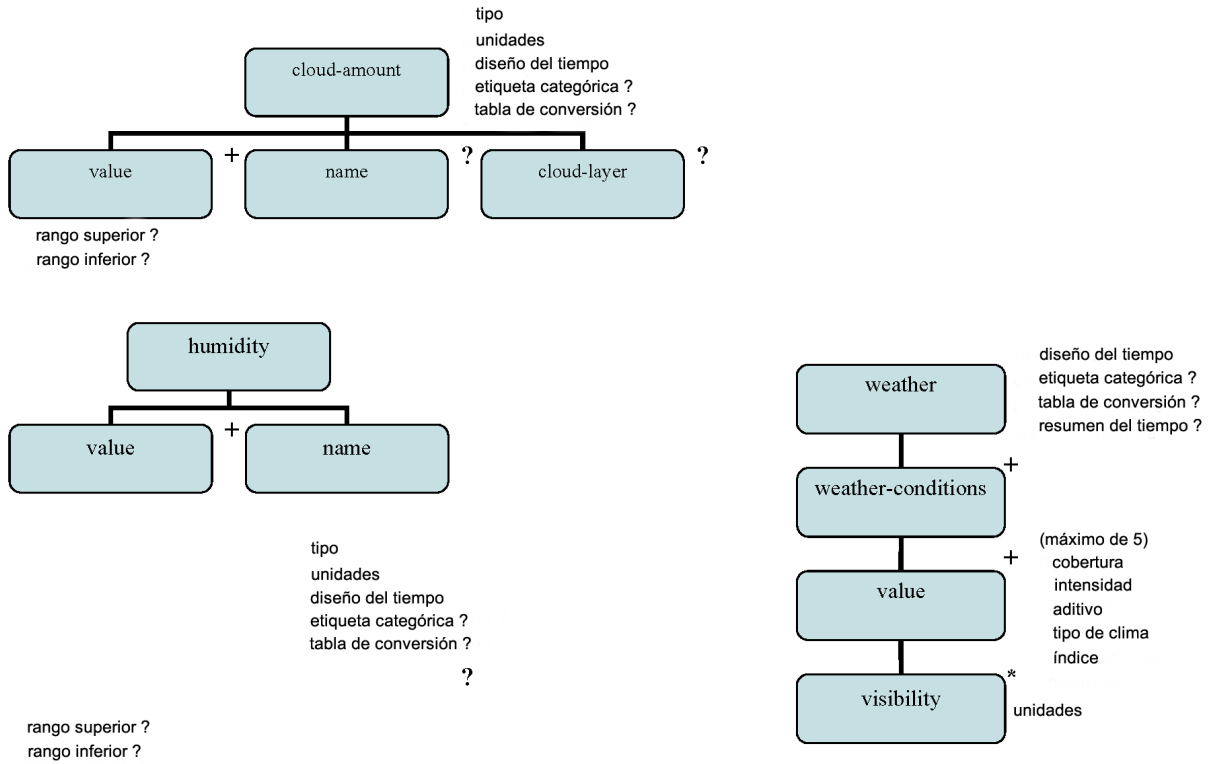 tipo
unidades
diseño del tiempo
etiqueta categórica ?
tabla de conversión ?
cloud-amount
value
+
name
?
cloud-layer
?
rango superior ?
rango inferior ?
humidity
value
+
name
tipo
unidades
diseño del tiempo
etiqueta categórica ?
tabla de conversión ?
?
rango superior ?
rango inferior ?
weather
diseño del tiempo
etiqueta categórica ?
tabla de conversión ?
resumen del tiempo ?
weather-conditions
+
value
+
(máximo de 5)
cobertura
intensidad
aditivo
tipo de clima
índice
visibility
*
unidades